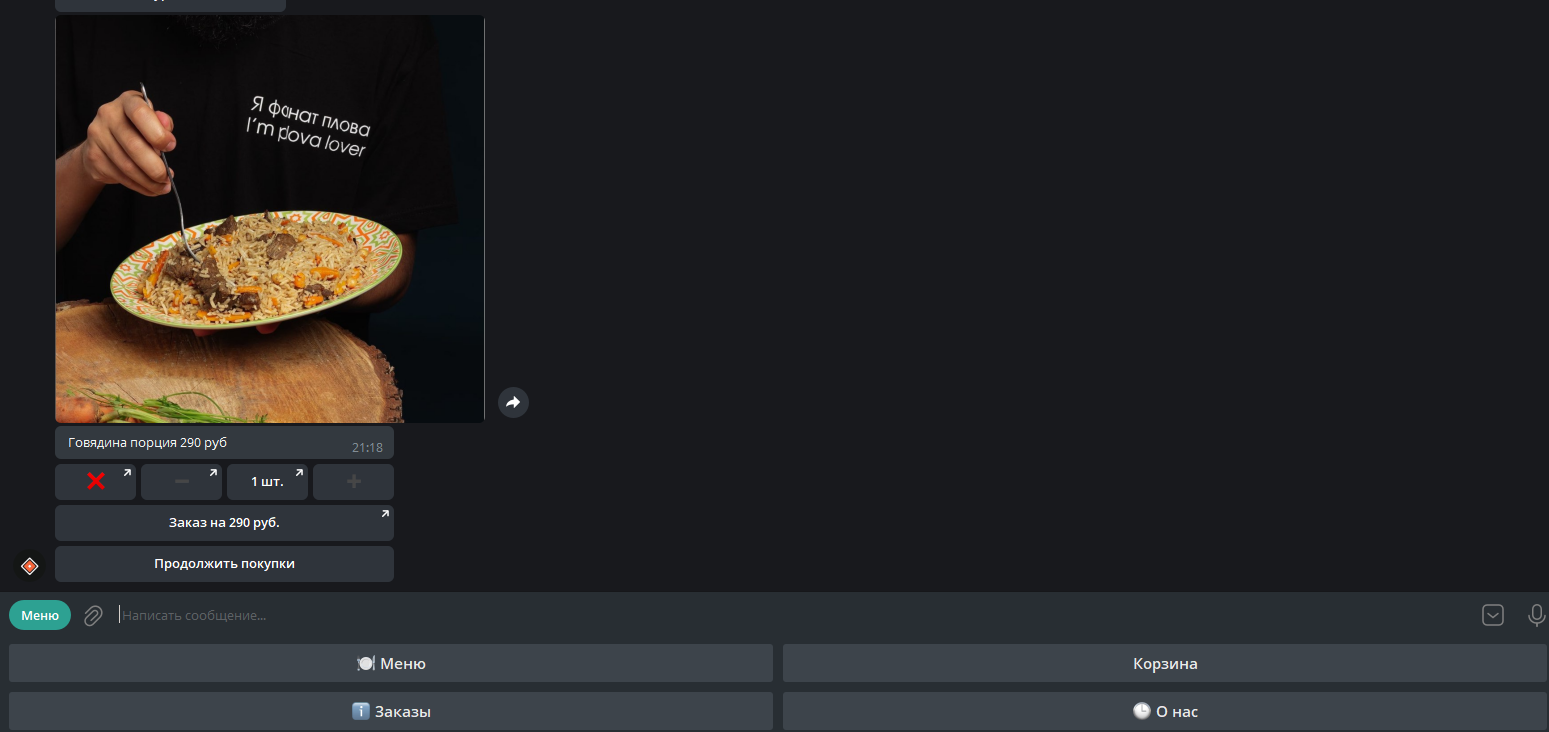 Я фанат плова
I'm plova lover
Говядина порция 290 руб
21:18
1 шт.
Заказ на 290 руб.
Продолжить покупки
Меню
Написать сообщение...
Меню
Корзина
Заказы
О нас